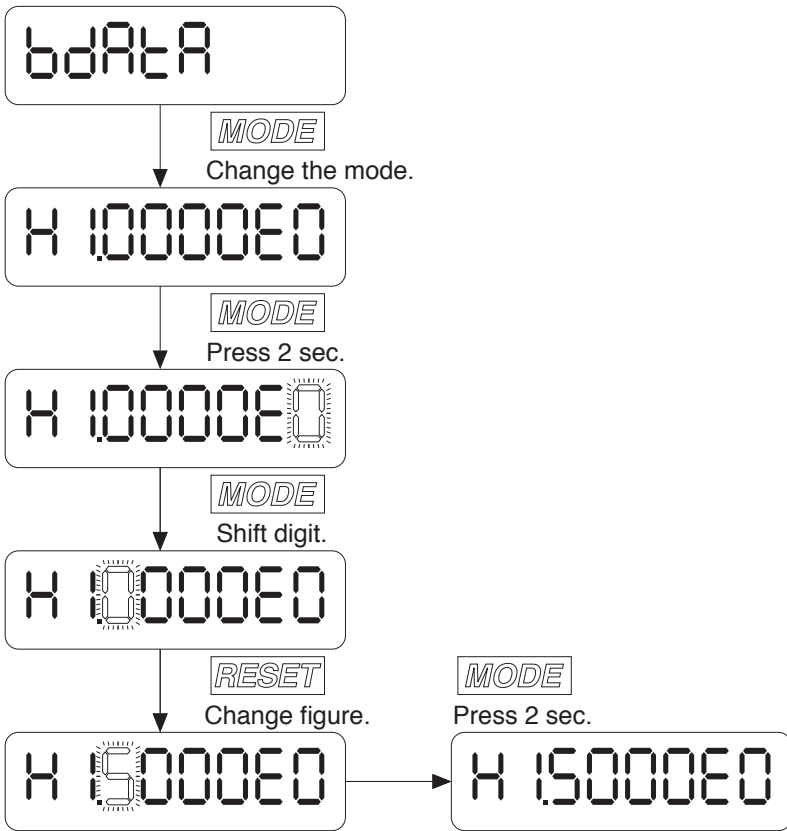 bdAtA
MODE
Change the mode.
H 1.0000E0
MODE
Press 2 sec.
H 1.0000E0
MODE
Shift digit.
H 1.0000E0
RESET
Change figure.
H 1.5000E0
MODE
Press 2 sec.
H 1.5000E0